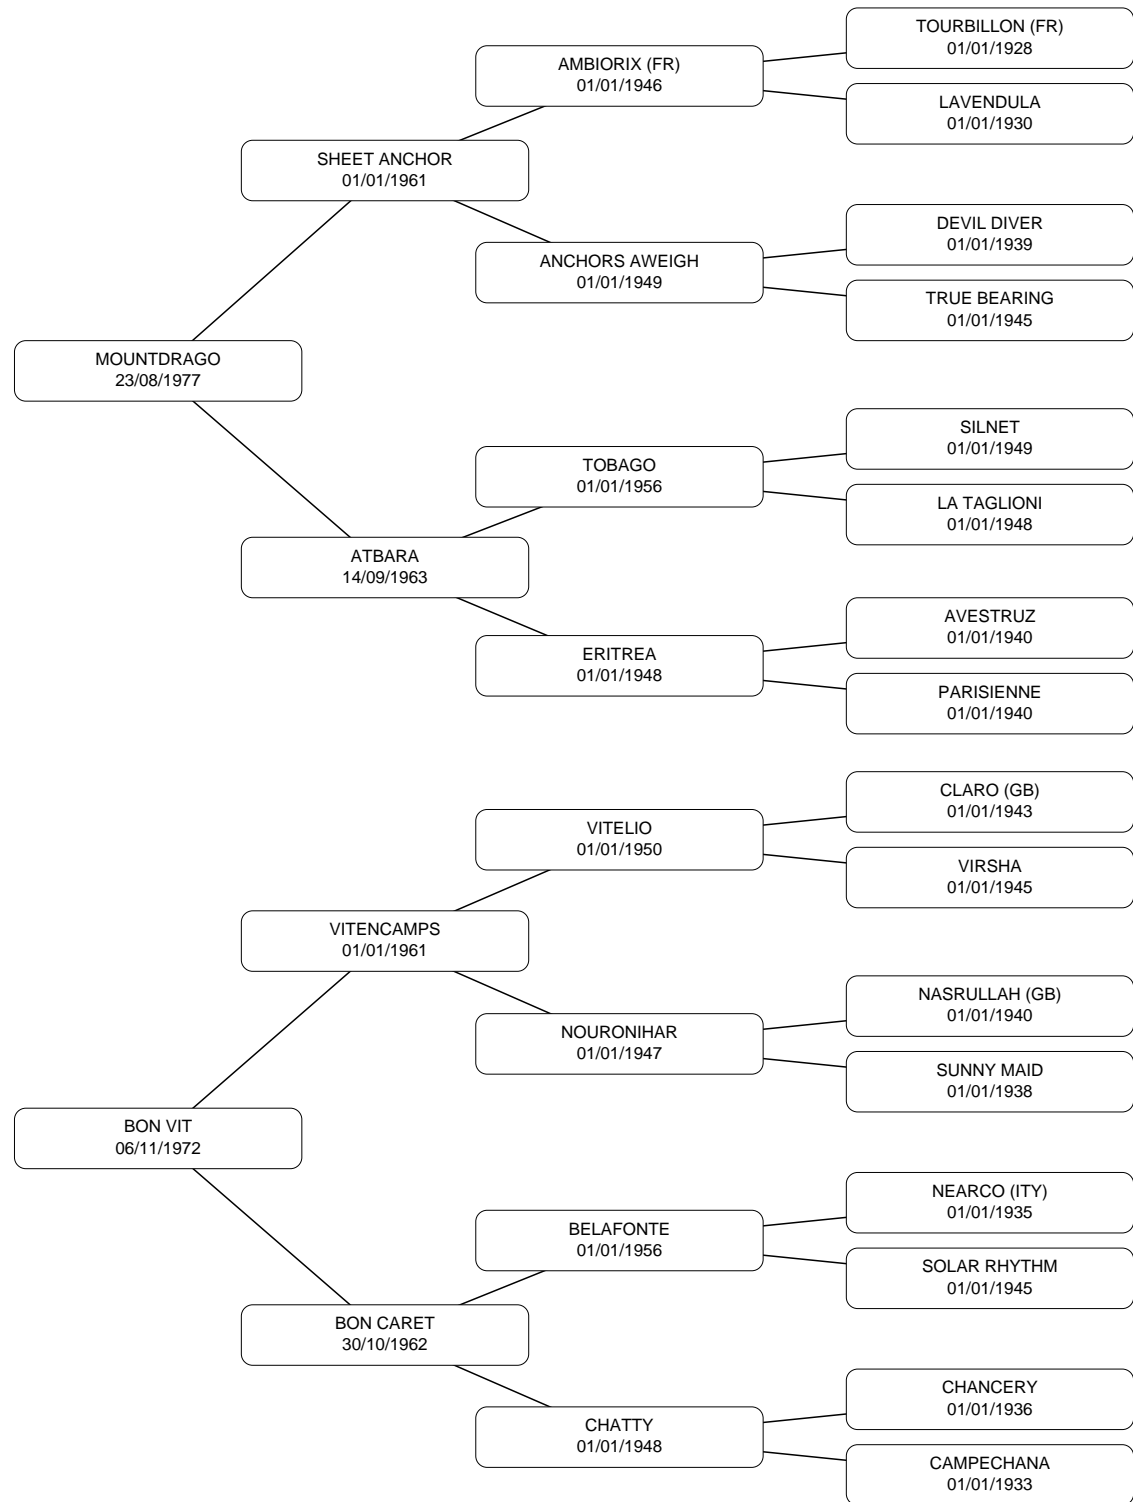 TOURBILLON (FR)
01/01/1928
AMBIORIX (FR)
01/01/1946
LAVENDULA
01/01/1930
SHEET ANCHOR
01/01/1961
DEVIL DIVER
01/01/1939
ANCHORS AWEIGH
01/01/1949
TRUE BEARING
01/01/1945
MOUNTDRAGO
23/08/1977
SILNET
01/01/1949
TOBAGO
01/01/1956
LA TAGLIONI
01/01/1948
ATBARA
14/09/1963
AVESTRUZ
01/01/1940
ERITREA
01/01/1948
PARISIENNE
01/01/1940
CLARO (GB)
01/01/1943
VITELIO
01/01/1950
VIRSHA
01/01/1945
VITENCAMPS
01/01/1961
NASRULLAH (GB)
01/01/1940
NOURONIHAR
01/01/1947
SUNNY MAID
01/01/1938
BON VIT
06/11/1972
NEARCO (ITY)
01/01/1935
BELAFONTE
01/01/1956
SOLAR RHYTHM
01/01/1945
BON CARET
30/10/1962
CHANCERY
01/01/1936
CHATTY
01/01/1948
CAMPECHANA
01/01/1933